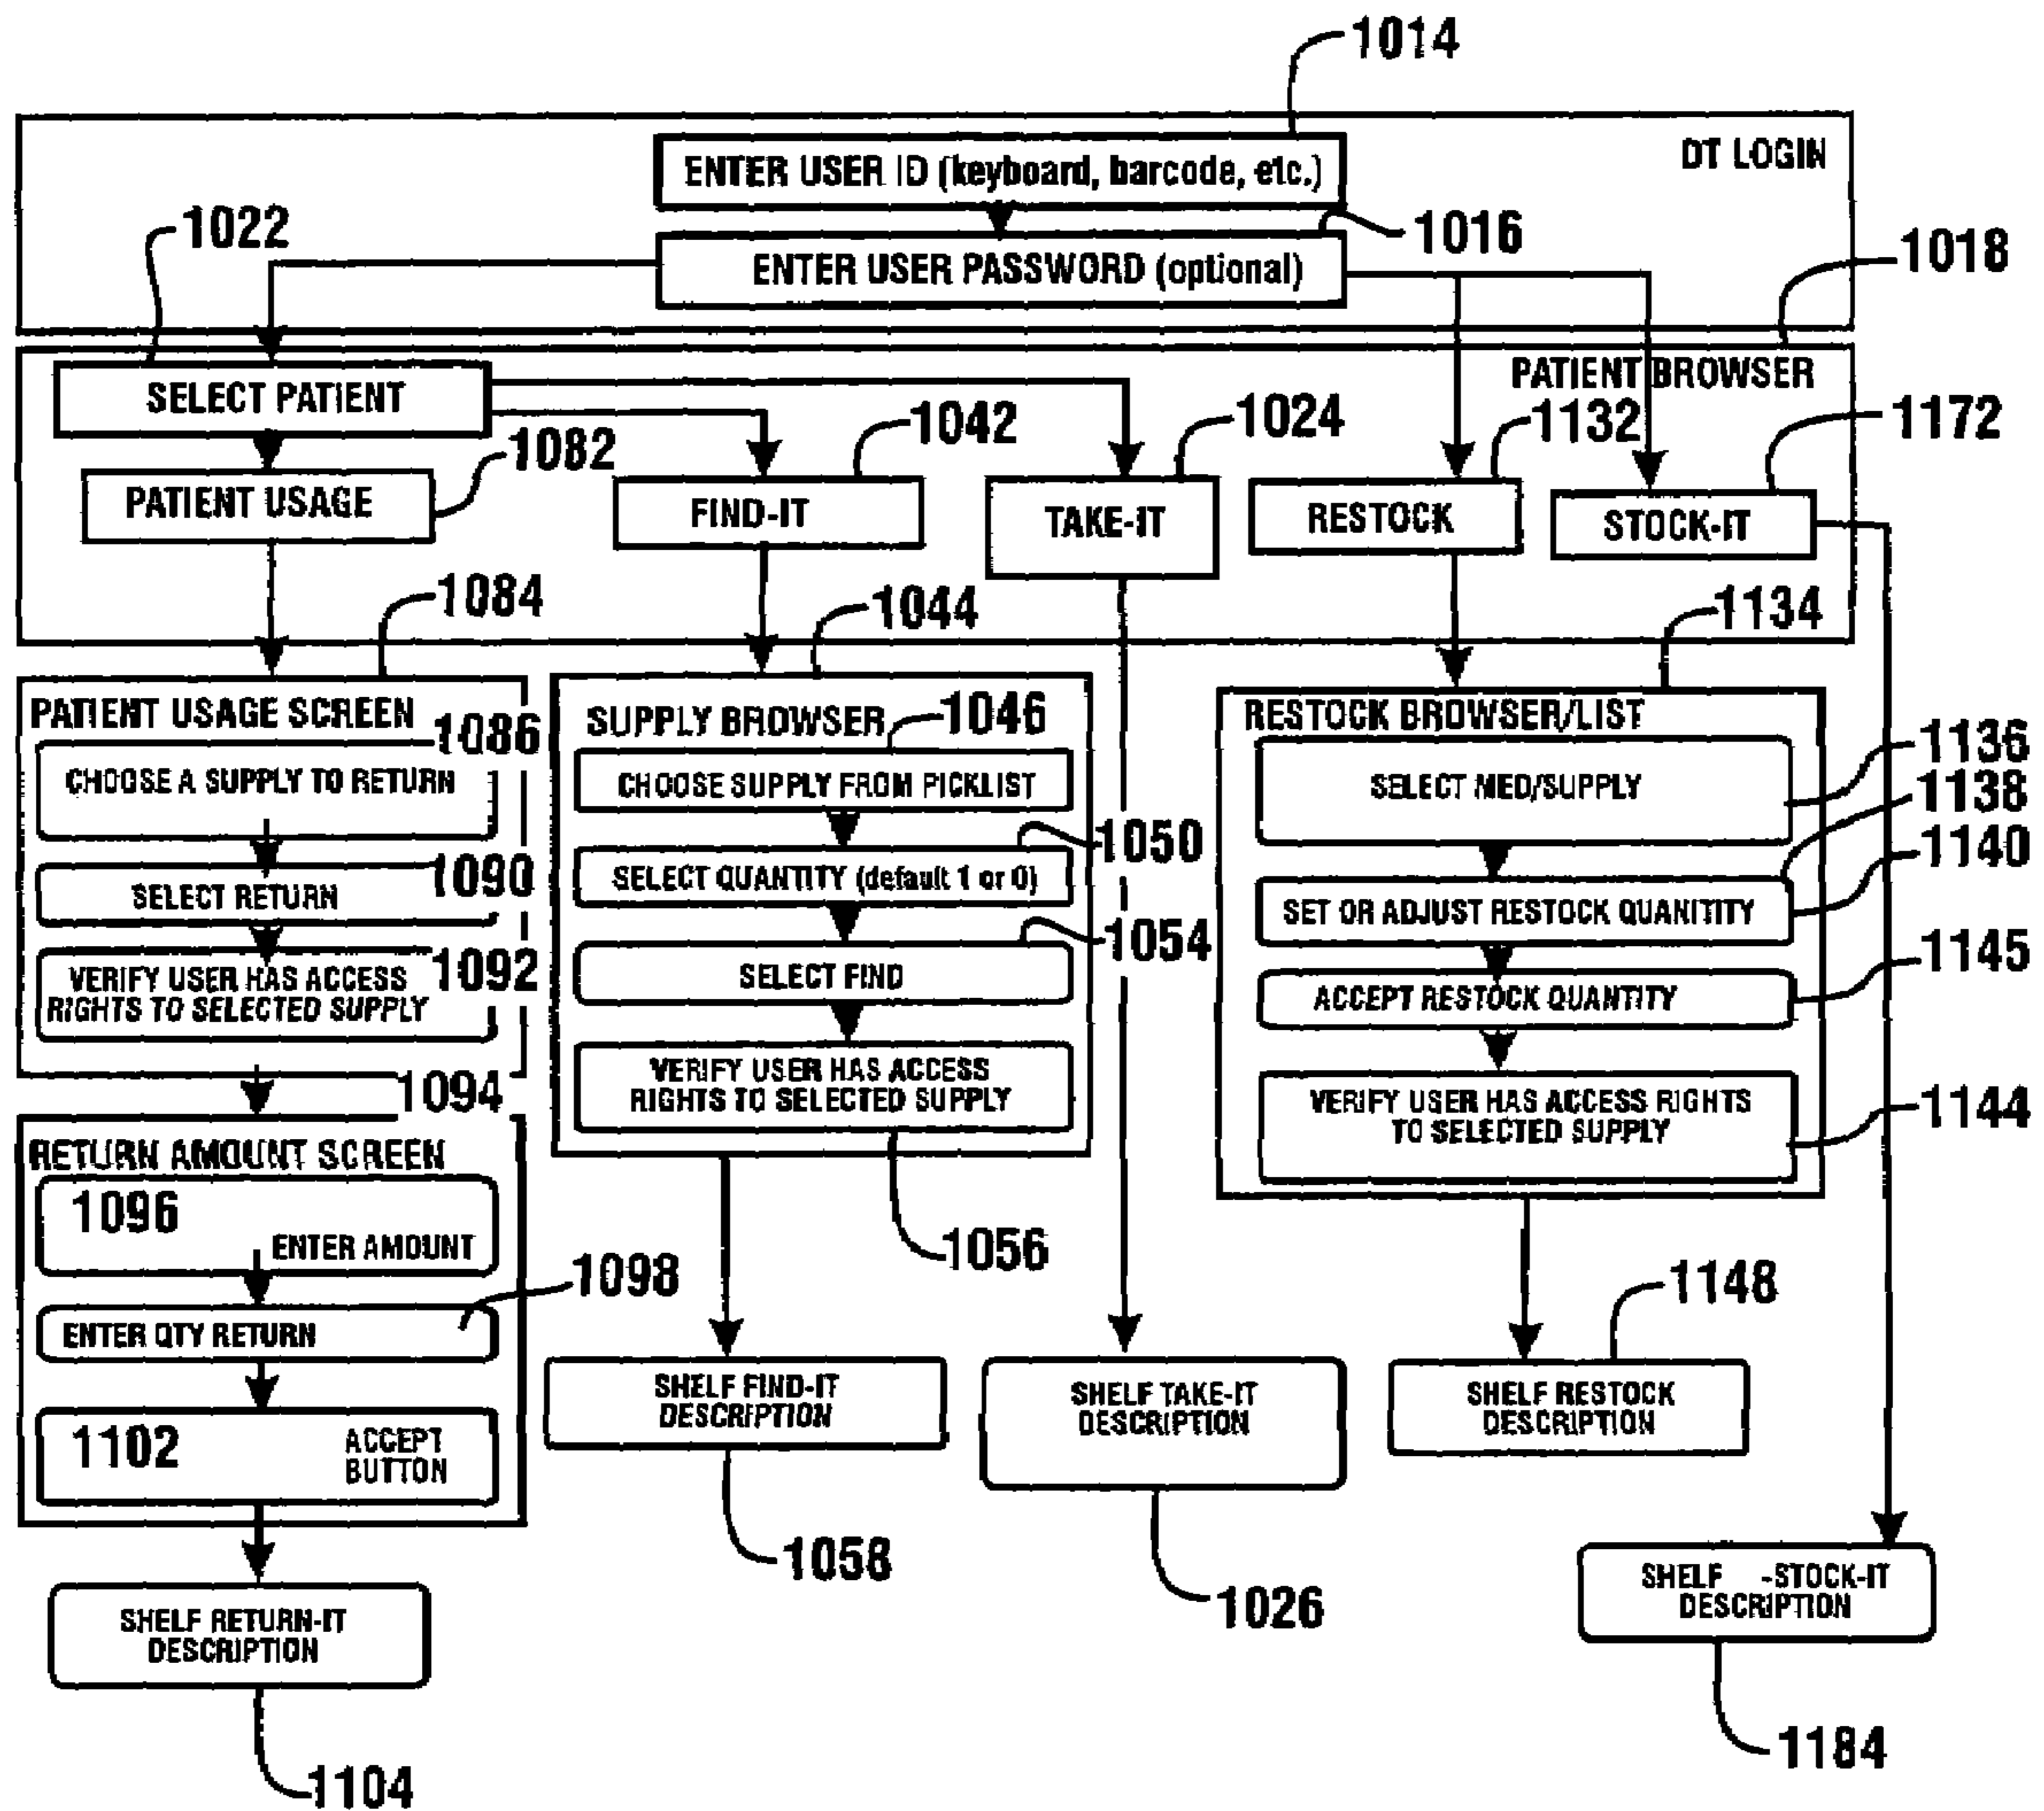 1014
DT LOGIN
ENTER USER ID (keyboard, barcode, etc.)
1022
1016
ENTER USER PASSWORD (optional)
1018
PATIENT BROWSER
SELECT PATIENT
1082
1042
1024
1132
1172
PATIENT USAGE
FIND-IT
TAKE-IT
RESTOCK
STOCK-IT
1084
1044
1134
PATIENT USAGE SCREEN
1086
CHOOSE A SUPPLY TO RETURN
1090
SELECT RETURN
1092
VERIFY USER HAS ACCESS
RIGHTS TO SELECTED SUPPLY
1094
RETURN AMOUNT SCREEN
1096
ENTER AMOUNT
1098
ENTER QTY RETURN
1102
ACCEPT
BUTTON
SHELF RETURN-IT
DESCRIPTION
1104
SUPPLY BROWSER
1046
CHOOSE SUPPLY FROM PICKLIST
1050
SELECT QUANTITY (default 1 or 0)
1054
SELECT FIND
VERIFY USER HAS ACCESS
RIGHTS TO SELECTED SUPPLY
1056
SHELF FIND-IT
DESCRIPTION
1058
SHELF TAKE-IT
DESCRIPTION
1026
RESTOCK BROWSER/LIST
1136
SELECT MED/SUPPLY
1138
1140
SET OR ADJUST RESTOCK QUANITITY
1145
ACCEPT RESTOCK QUANTITY
VERIFY USER HAS ACCESS RIGHTS
TO SELECTED SUPPLY
1144
1148
SHELF RESTOCK
DESCRIPTION
SHELF -STOCK-IT
DESCRIPTION
1184